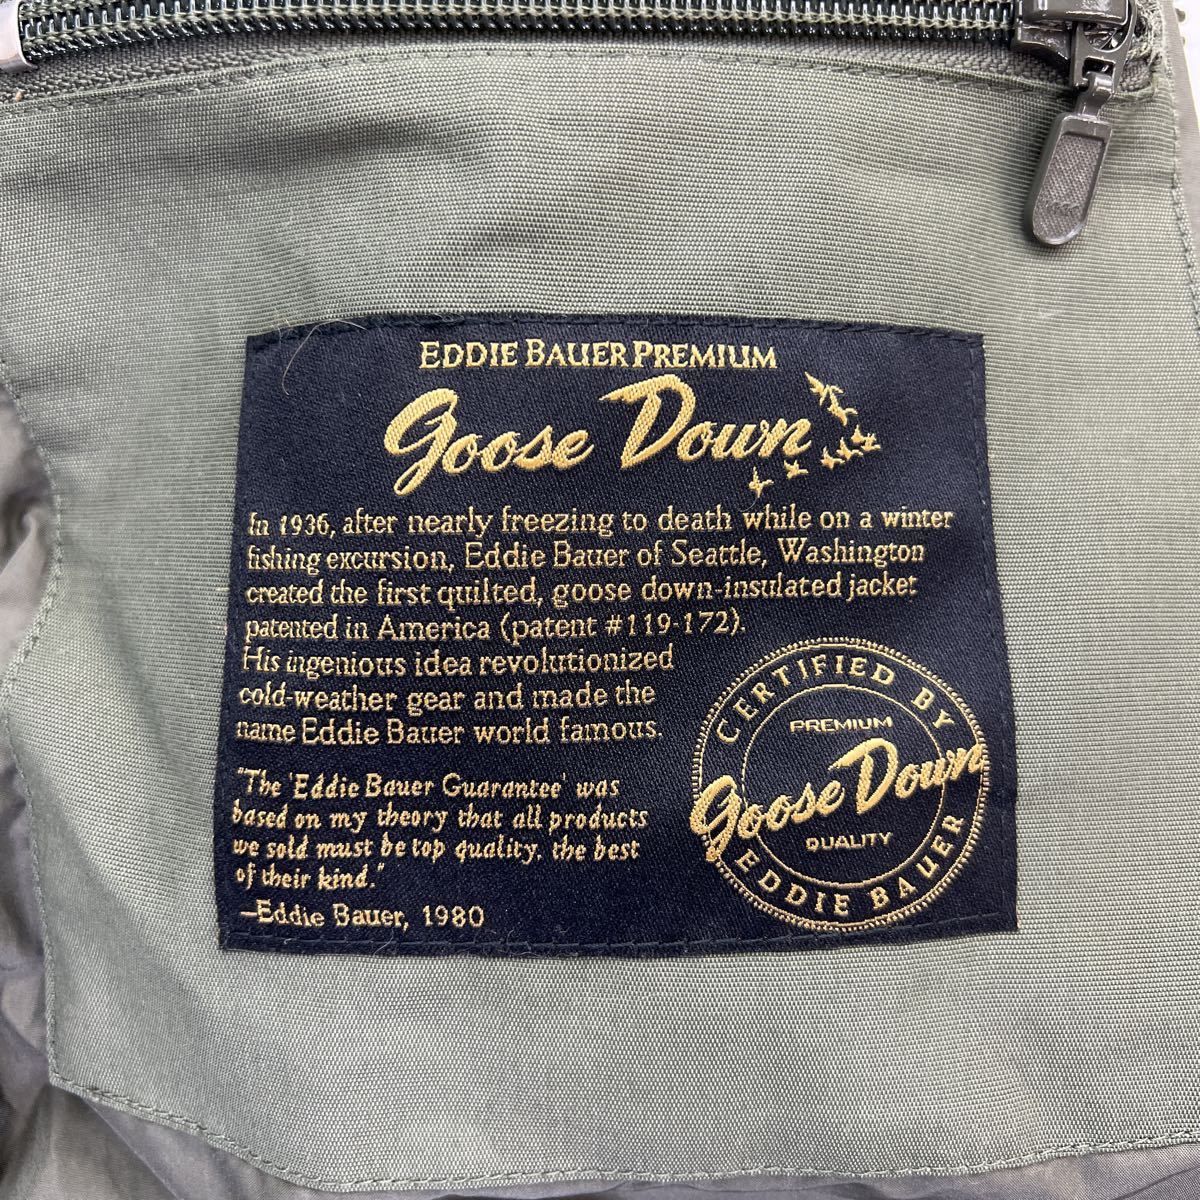 EDDIE BAUER PREMIUM
Goose Down
In 1936, after nearly freezing to death while on a winter
fishing excursion, Eddie Bauer of Seattle, Washington
created the first quilted, goose down-insulated jacket
patented in America (patent #119-172).
His ingenious idea revolutionized
cold-weather gear and made the
name Eddie Bauer world famous.
"The 'Eddie Bauer Guarantee' was
based on my theory that all products
we sold must be top quality. the best
of their kind."
–Eddie Bauer, 1980
CERTIFIED BY
PREMIUM
Goose Down
QUALITY
EDDIE BAUER